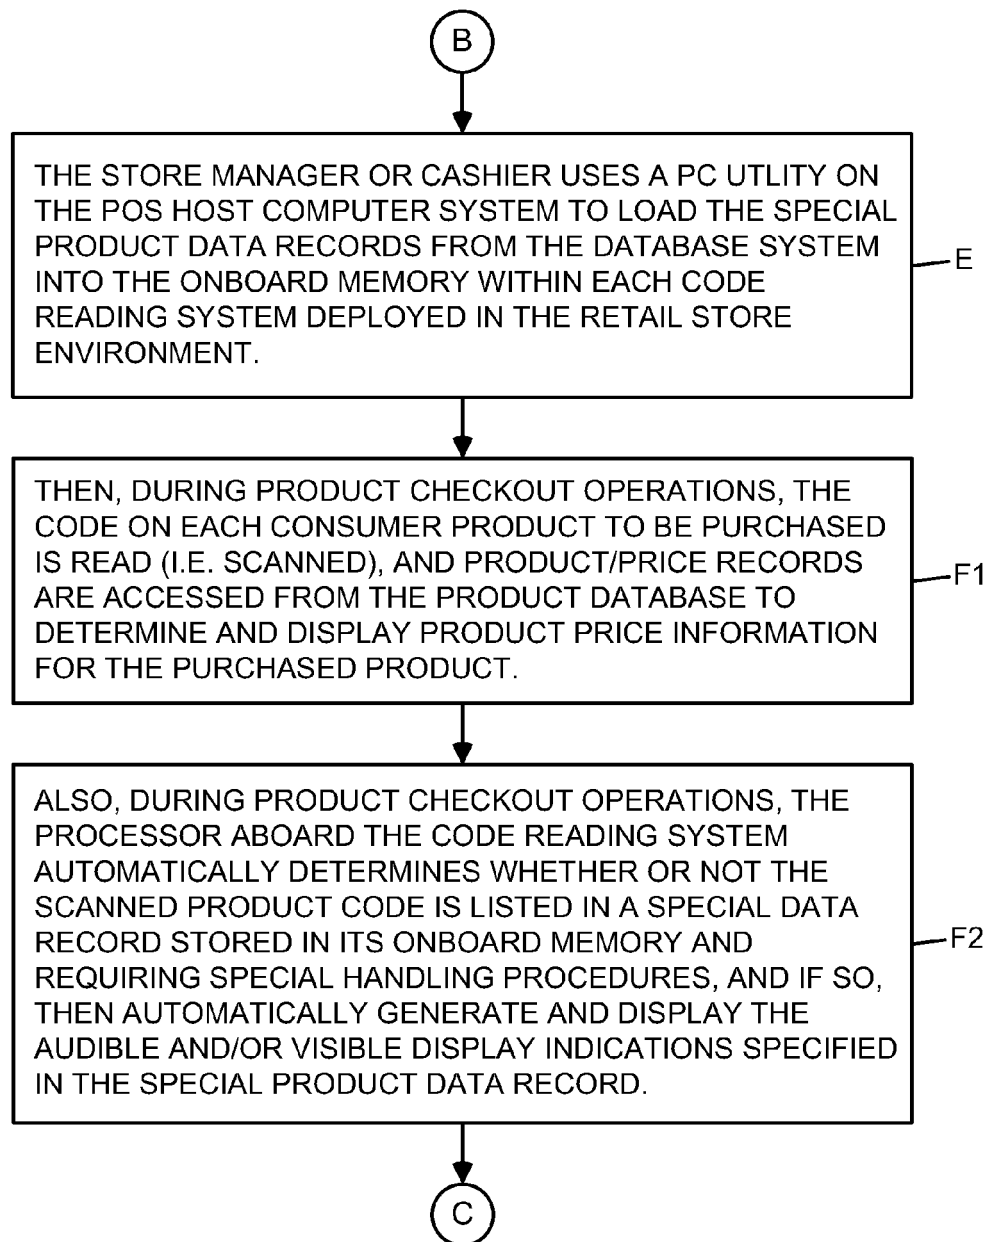 B
THE STORE MANAGER OR CASHIER USES A PC UTLITY ON
THE POS HOST COMPUTER SYSTEM TO LOAD THE SPECIAL
PRODUCT DATA RECORDS FROM THE DATABASE SYSTEM
INTO THE ONBOARD MEMORY WITHIN EACH CODE
READING SYSTEM DEPLOYED IN THE RETAIL STORE
ENVIRONMENT.
E
THEN, DURING PRODUCT CHECKOUT OPERATIONS, THE
CODE ON EACH CONSUMER PRODUCT TO BE PURCHASED
IS READ (I.E. SCANNED), AND PRODUCT/PRICE RECORDS
ARE ACCESSED FROM THE PRODUCT DATABASE TO
DETERMINE AND DISPLAY PRODUCT PRICE INFORMATION
FOR THE PURCHASED PRODUCT.
F1
ALSO, DURING PRODUCT CHECKOUT OPERATIONS, THE
PROCESSOR ABOARD THE CODE READING SYSTEM
AUTOMATICALLY DETERMINES WHETHER OR NOT THE
SCANNED PRODUCT CODE IS LISTED IN A SPECIAL DATA
RECORD STORED IN ITS ONBOARD MEMORY AND
REQUIRING SPECIAL HANDLING PROCEDURES, AND IF SO,
THEN AUTOMATICALLY GENERATE AND DISPLAY THE
AUDIBLE AND/OR VISIBLE DISPLAY INDICATIONS SPECIFIED
IN THE SPECIAL PRODUCT DATA RECORD.
F2
C